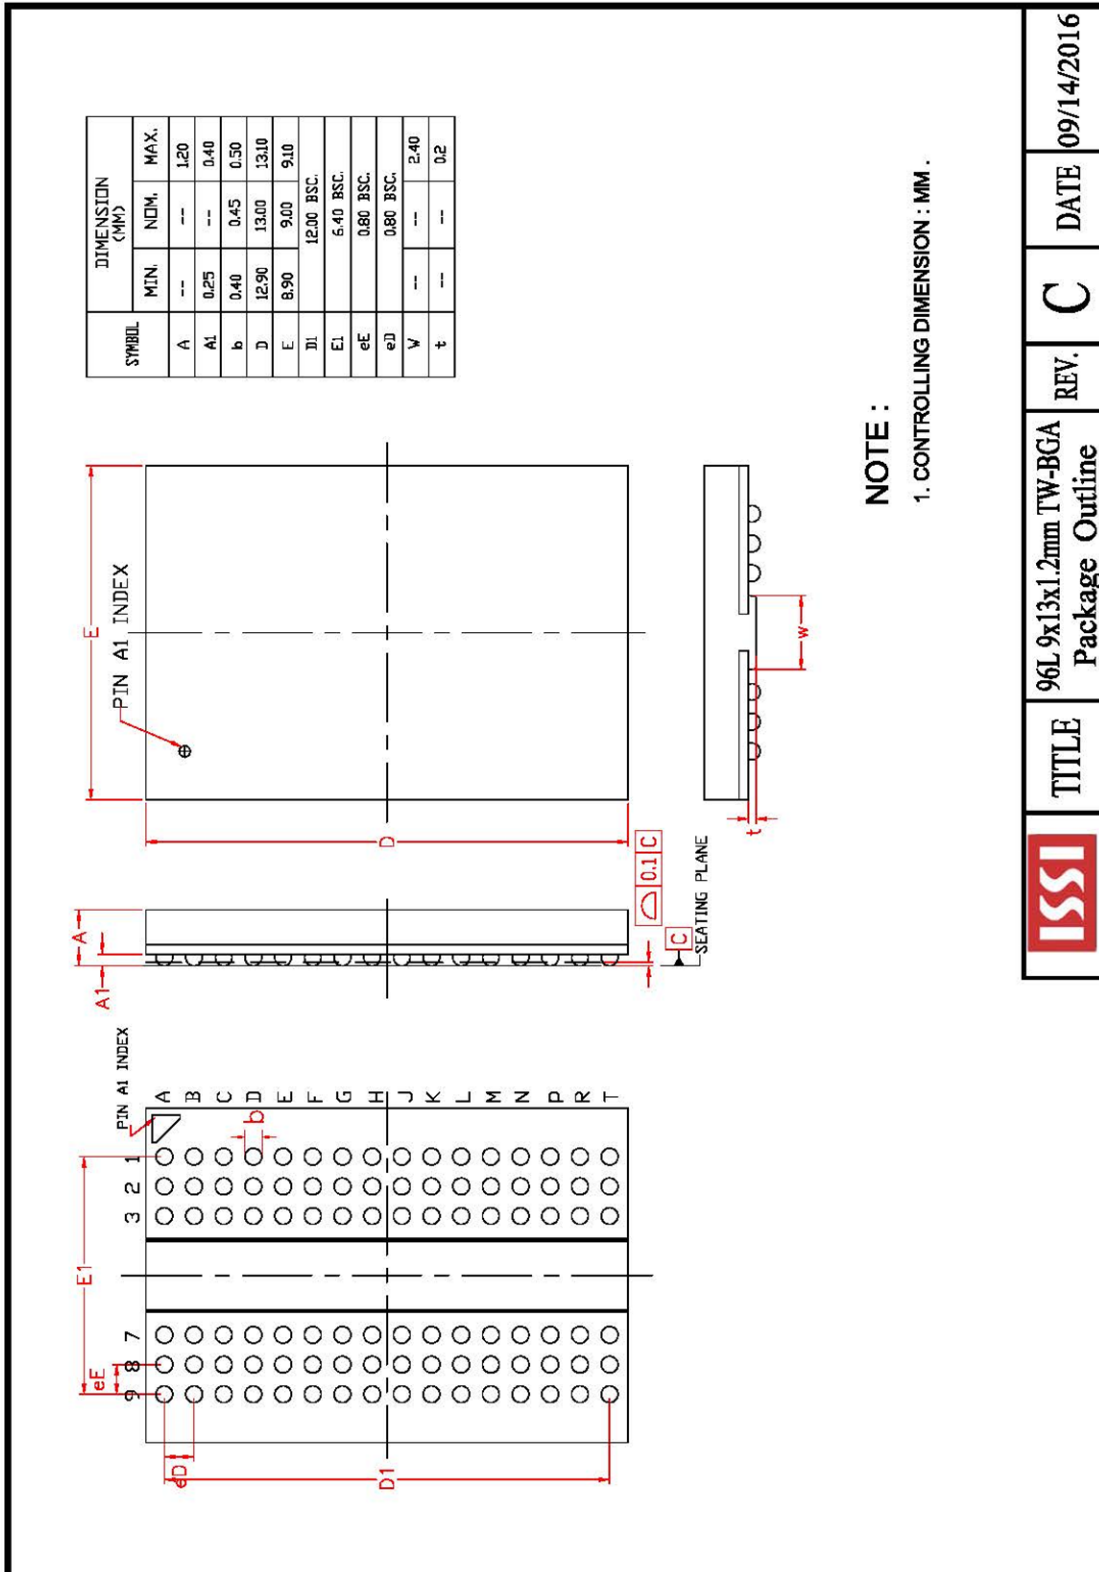 SYMBOL DIMENSION (MM)
MIN. NOM. MAX.
A -- -- 1.20
A1 0.25 -- 0.40
b 0.40 0.45 0.50
D 12.90 13.00 13.10
E 8.90 9.00 9.10
D1 12.00 BSC.
E1 6.40 BSC.
eE 0.80 BSC.
eD 0.80 BSC.
W -- -- 2.40
t -- -- 0.2
E
PIN A1 INDEX
D
A
A1
0.1 C
C
SEATING PLANE
w
t
PIN A1 INDEX
E1
eE
9 8 7 3 2 1
A
B
C
D
E
F
G
H
J
K
L
M
N
P
R
T
b
eD
D1
NOTE :
1. CONTROLLING DIMENSION : MM .
ISSI
TITLE
96L 9x13x1.2mm TW-BGA
Package Outline
REV.
C
DATE
09/14/2016